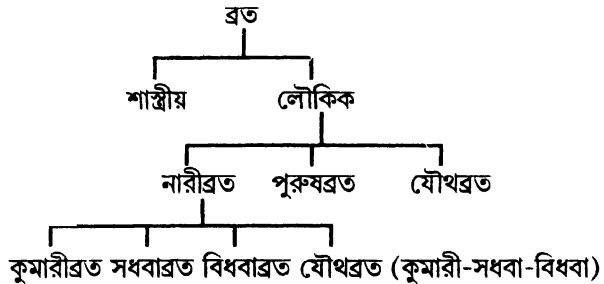 ব্রত
শাস্ত্রীয় লৌকিক
নারীব্রত পুরুষব্রত যৌথব্রত
কুমারীব্রত সধবাব্রত বিধবাব্রত যৌথব্রত (কুমারী-সধবা-বিধবা)